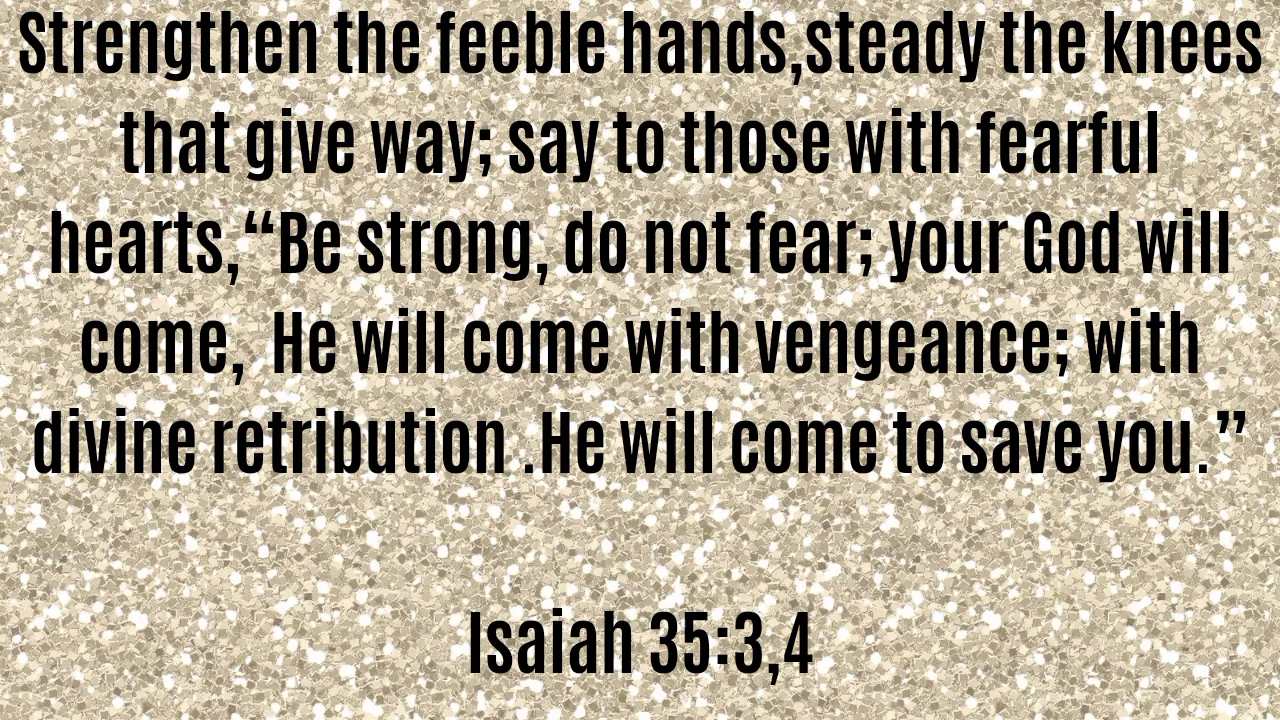 Strengthen the feeble hands,steady the knees
that give way; say to those with fearful
hearts,“Be strong, do not fear; your God will
come,  He will come with vengeance; with
divine retribution .He will come to save you.”
Isaiah 35:3,4